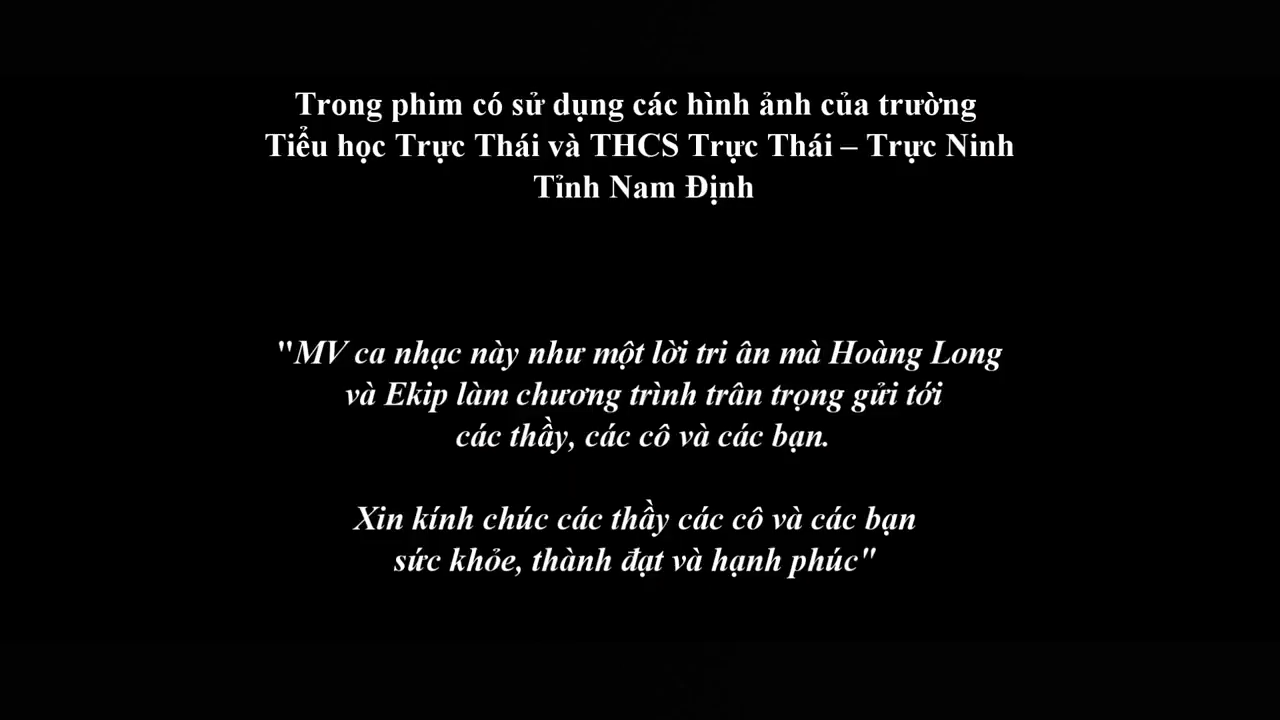 Trong phim có sử dụng các hình ảnh của trường
Tiểu học Trực Thái và THCS Trực Thái – Trực Ninh
Tỉnh Nam Định
"MV ca nhạc này như một lời tri ân mà Hoàng Long
và Ekip làm chương trình trân trọng gửi tới
các thầy, các cô và các bạn.
Xin kính chúc các thầy các cô và các bạn
sức khỏe, thành đạt và hạnh phúc"